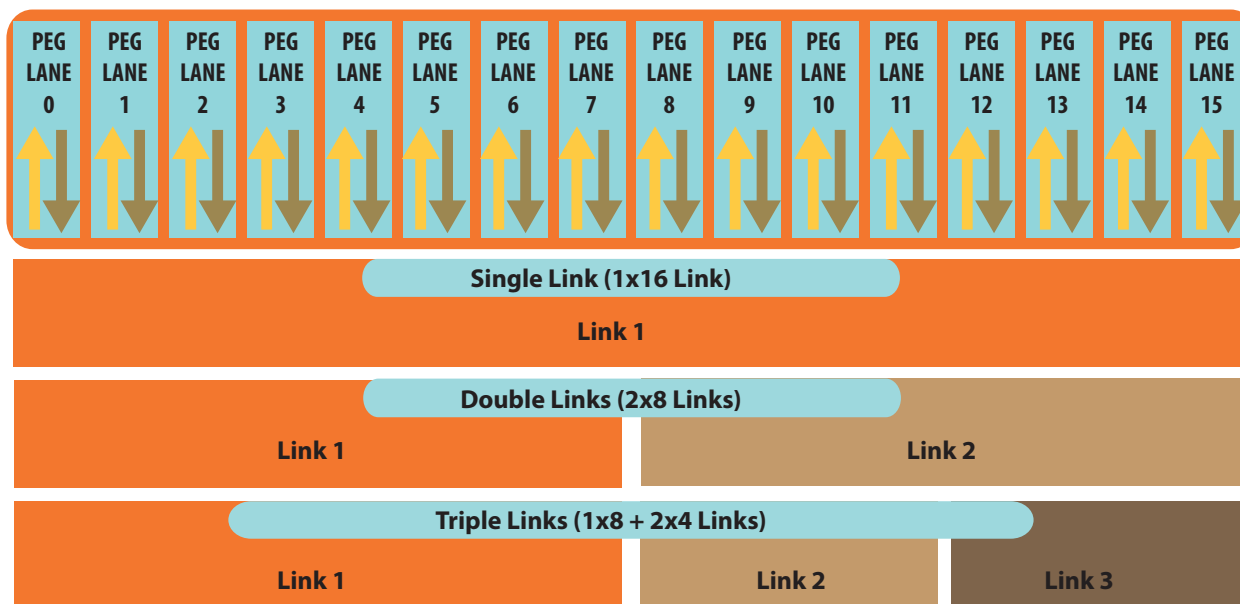 PEG PEG PEG PEG PEG PEG PEG PEG PEG PEG PEG PEG PEG PEG PEG PEG
LANE LANE LANE LANE LANE LANE LANE LANE LANE LANE LANE LANE LANE LANE LANE LANE
0 1 2 3 4 5 6 7 8 9 10 11 12 13 14 15
Single Link (1x16 Link)
Link 1
Double Links (2x8 Links)
Link 1 Link 2
Triple Links (1x8 + 2x4 Links)
Link 1 Link 2 Link 3